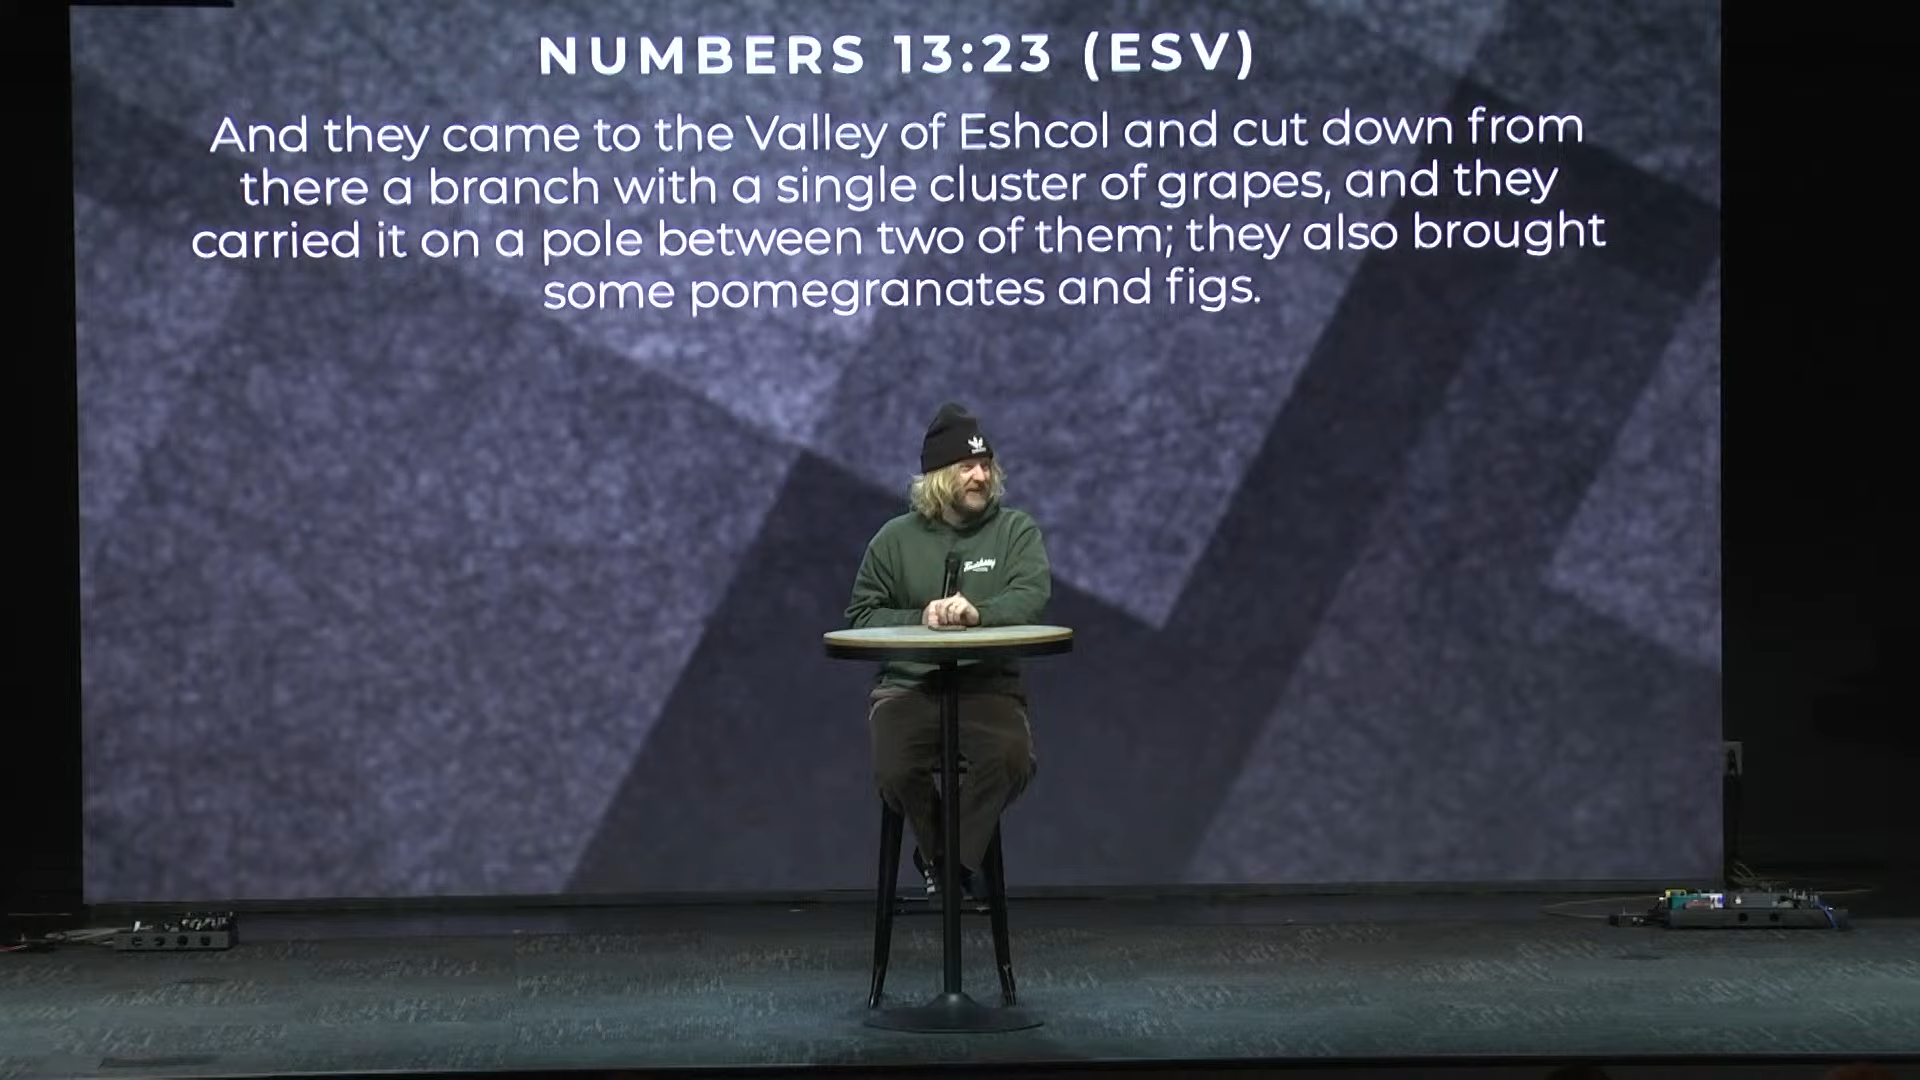 NUMBERS 13:23 (ESV)
And they came to the Valley of Eshcol and cut down from
there a branch with a single cluster of grapes, and they
carried it on a pole between two of them; they also brought
some pomegranates and figs.